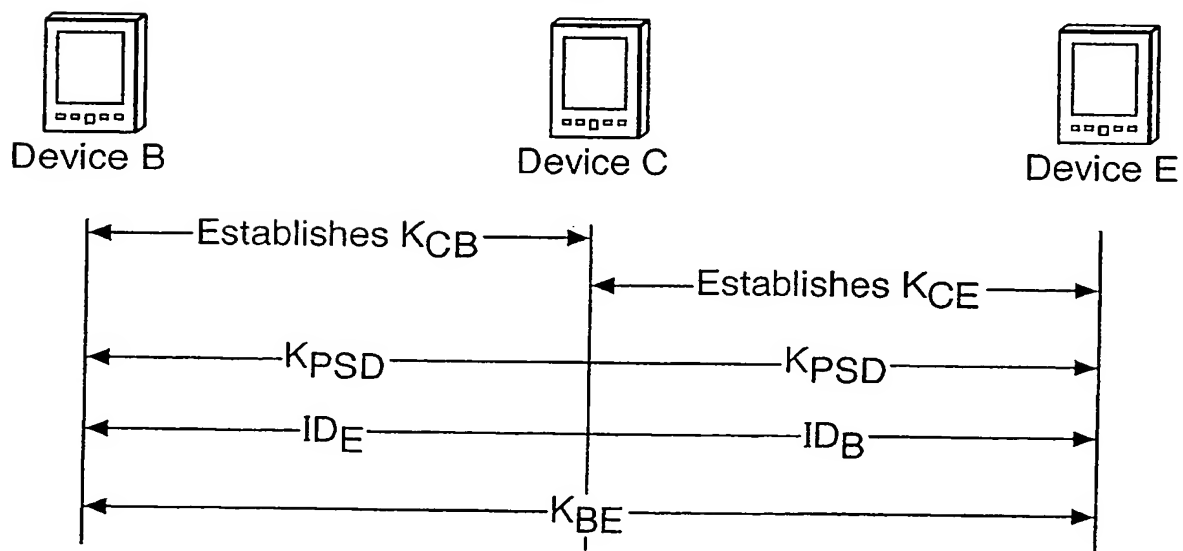 Device B
Device C
Device E
Establishes KCB
Establishes KCE
KPSD
KPSD
IDE
IDB
KBE